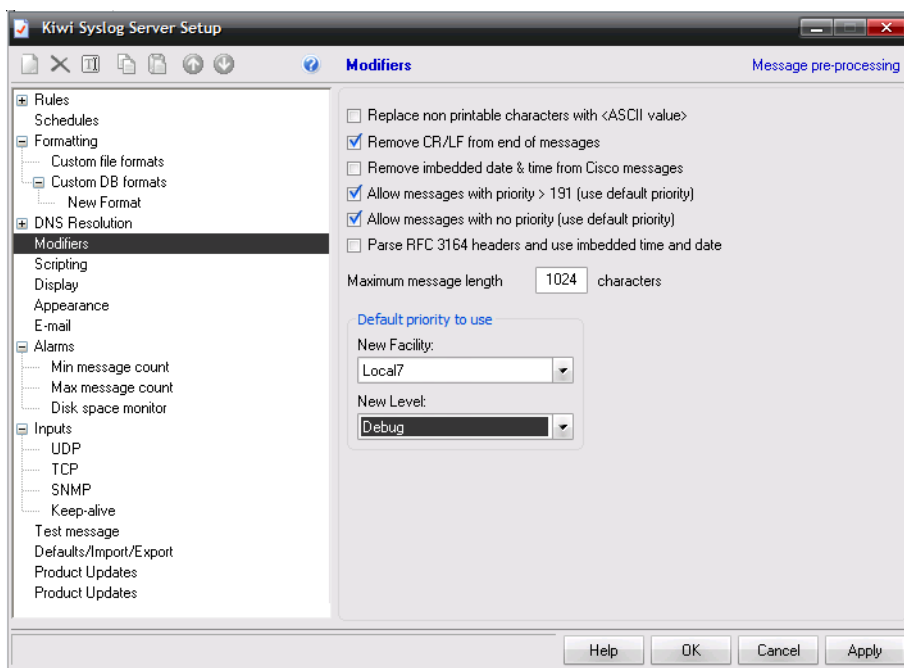 Kiwi Syslog Server Setup
Modifiers
Message pre-processing
Rules
Schedules
Formatting
Custom file formats
Custom DB formats
New Format
DNS Resolution
Modifiers
Scripting
Display
Appearance
E-mail
Alarms
Min message count
Max message count
Disk space monitor
Inputs
UDP
TCP
SNMP
Keep-alive
Test message
Defaults/Import/Export
Product Updates
Product Updates
Replace non printable characters with <ASCII value>
Remove CR/LF from end of messages
Remove imbedded date & time from Cisco messages
Allow messages with priority > 191 (use default priority)
Allow messages with no priority (use default priority)
Parse RFC 3164 headers and use imbedded time and date
Maximum message length 1024 characters
Default priority to use
New Facility:
Local7
New Level:
Debug
Help OK Cancel Apply